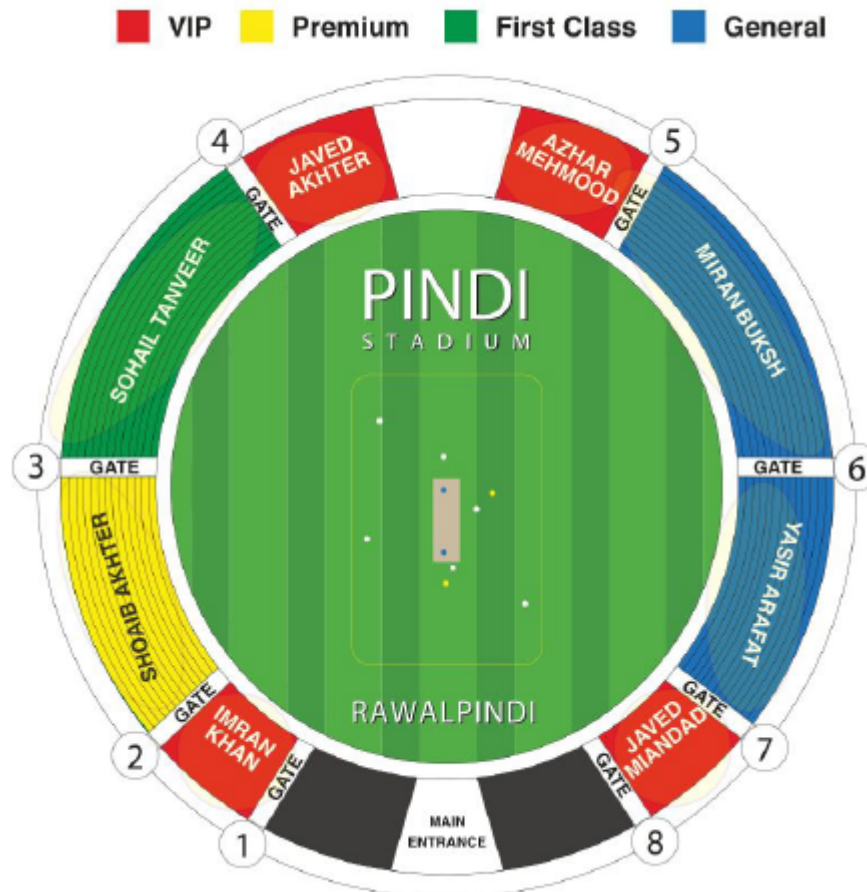 VIP Premium First Class General
4
5
JAVED
AKHTER
AZHAR
MEHMOOD
GATE
GATE
SOHAIL TANVEER
MIRAN BUKSH
PINDI
STADIUM
3
GATE
GATE
6
SHOAIB AKHTER
YASIR ARAFAT
RAWALPINDI
GATE
GATE
2
7
IMRAN
KHAN
JAVED
MIANDAD
GATE
GATE
MAIN
ENTRANCE
1
8